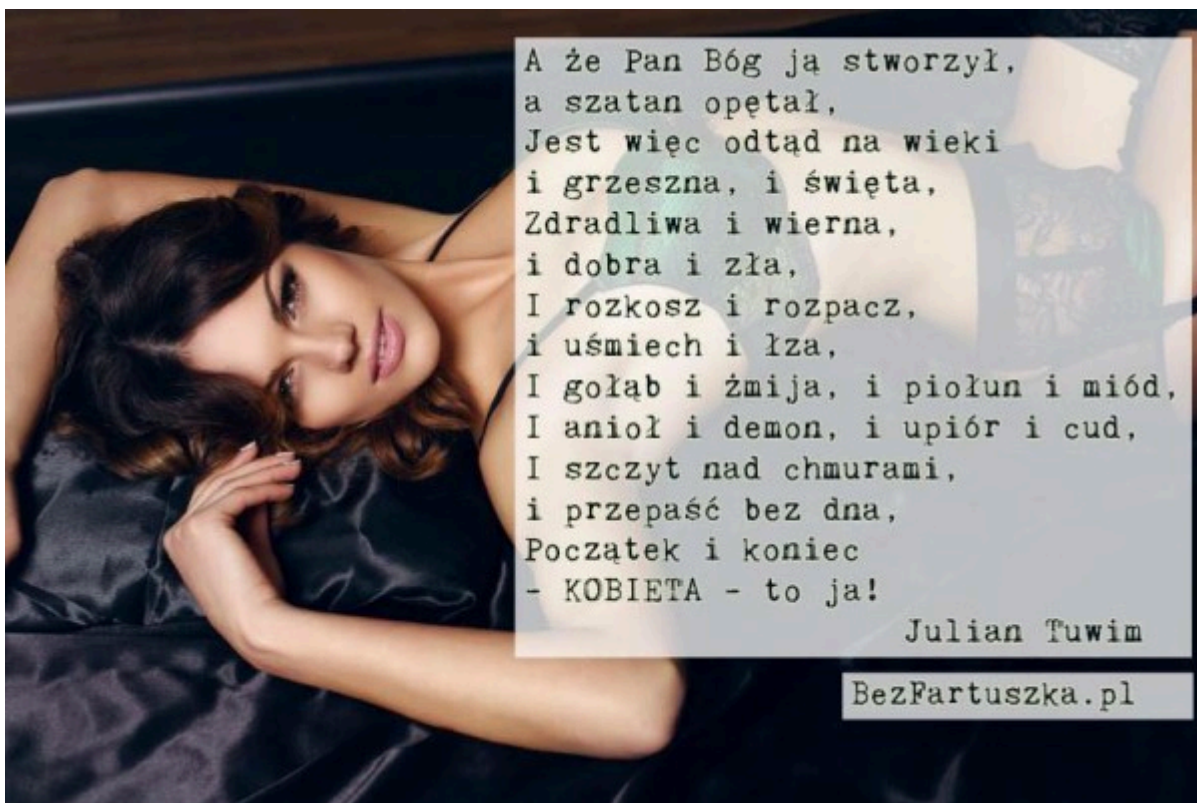 A że Pan Bóg ją stworzył,
a szatan opętał,
Jest więc odtąd na wieki
i grzeszna, i święta,
Zdradliwa i wierna,
i dobra i zła,
I rozkosz i rozpacz,
i uśmiech i łza,
I gołąb i żmija, i piołun i miód,
I anioł i demon, i upiór i cud,
I szczyt nad chmurami,
i przepaść bez dna,
Początek i koniec
- KOBIETA - to ja!
Julian Tuwim
BezFartuszka.pl